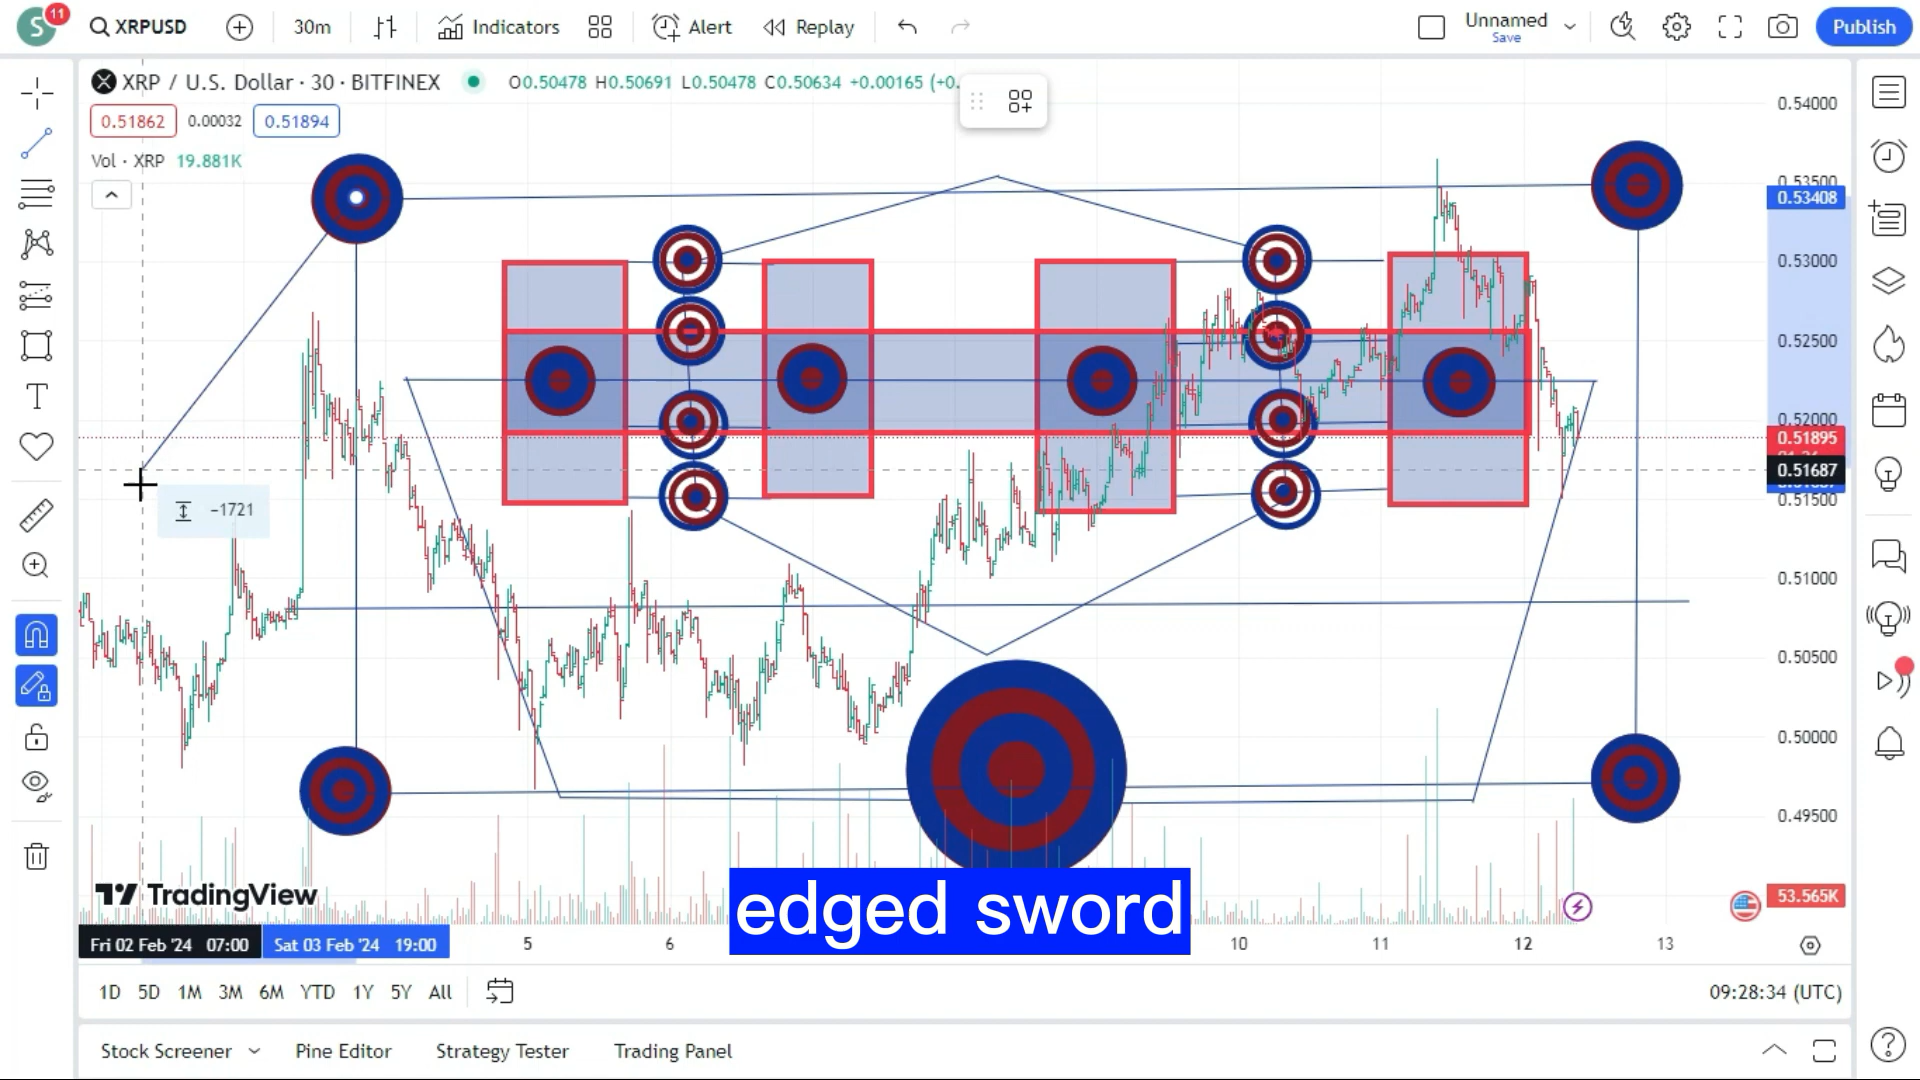 S 11 XRPUSD 30m Indicators Alert Replay Unnamed Save Publish
XRP / U.S. Dollar · 30 · BITFINEX O0.50478 H0.50691 L0.50478 C0.50634 +0.00165 (+0.
0.51862 0.00032 0.51894
Vol · XRP 19.881K
0.54000
0.53500
0.53408
0.53000
0.52500
0.52000
0.51895
0.51687
0.51500
-1721
0.51000
0.50500
0.50000
0.49500
TradingView
53.565K
edged sword
Fri 02 Feb '24 07:00 Sat 03 Feb '24 19:00 5 6 10 11 12 13
1D 5D 1M 3M 6M YTD 1Y 5Y All 09:28:34 (UTC)
Stock Screener Pine Editor Strategy Tester Trading Panel